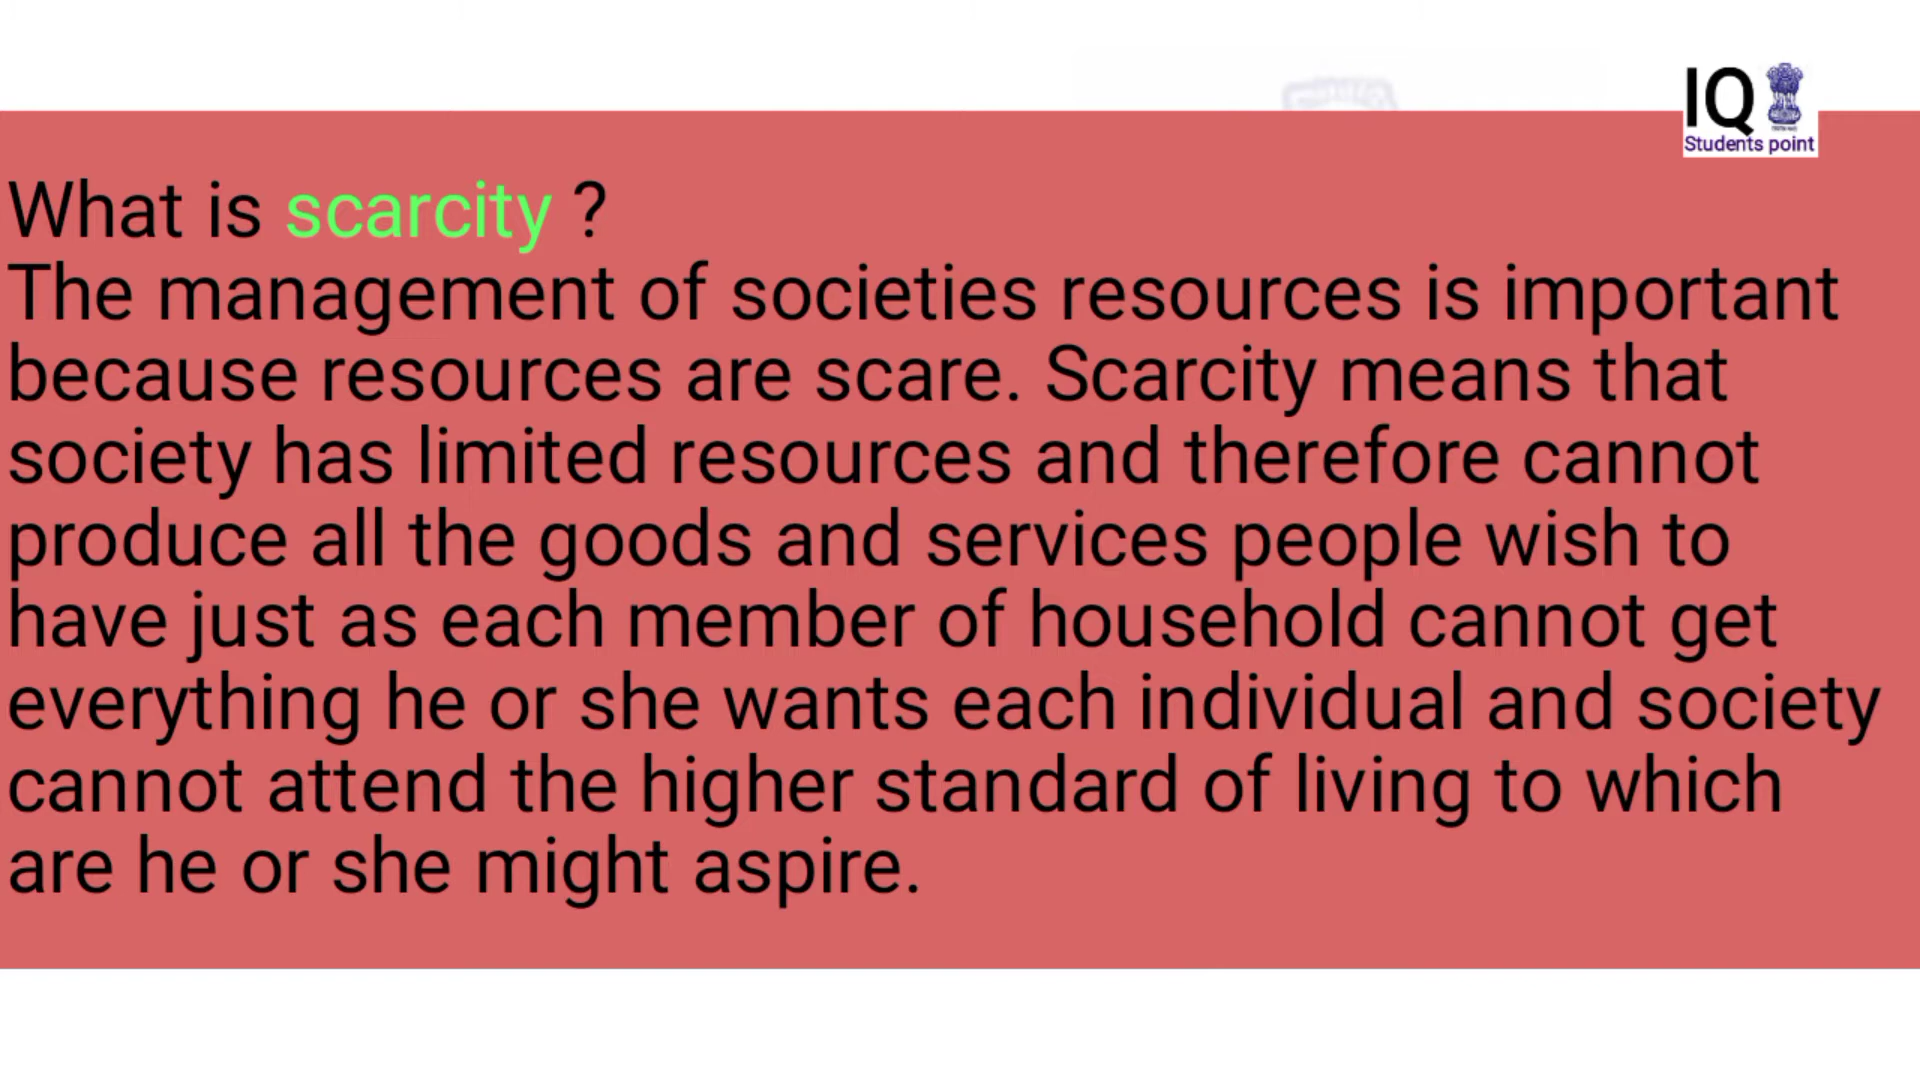 IQ
Students point
What is scarcity ?
The management of societies resources is important
because resources are scare. Scarcity means that
society has limited resources and therefore cannot
produce all the goods and services people wish to
have just as each member of household cannot get
everything he or she wants each individual and society
cannot attend the higher standard of living to which
are he or she might aspire.